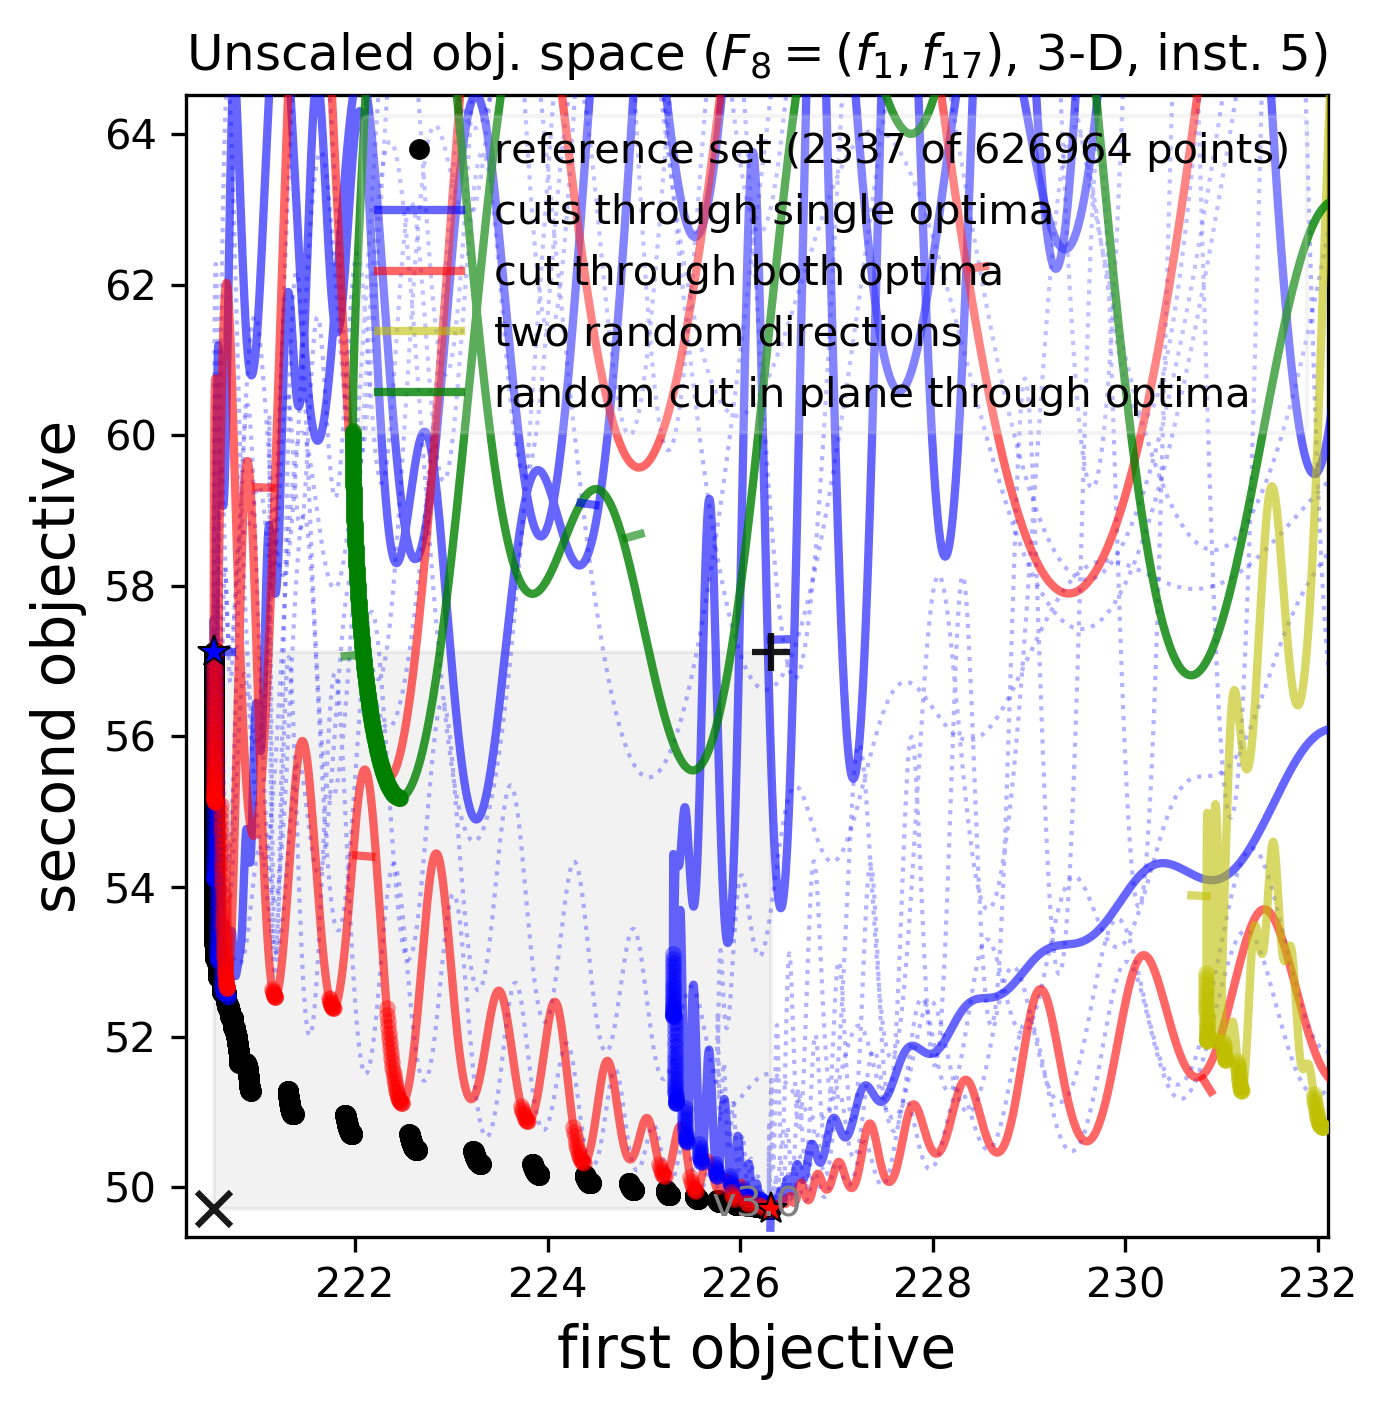 Unscaled obj. space (F₈ = (f₁, f₁₇), 3-D, inst. 5)
64
62
60
58
56
54
52
50
second objective
reference set (2337 of 626964 points)
cuts through single optima
cut through both optima
two random directions
random cut in plane through optima
v3.0
222
224
226
228
230
232
first objective